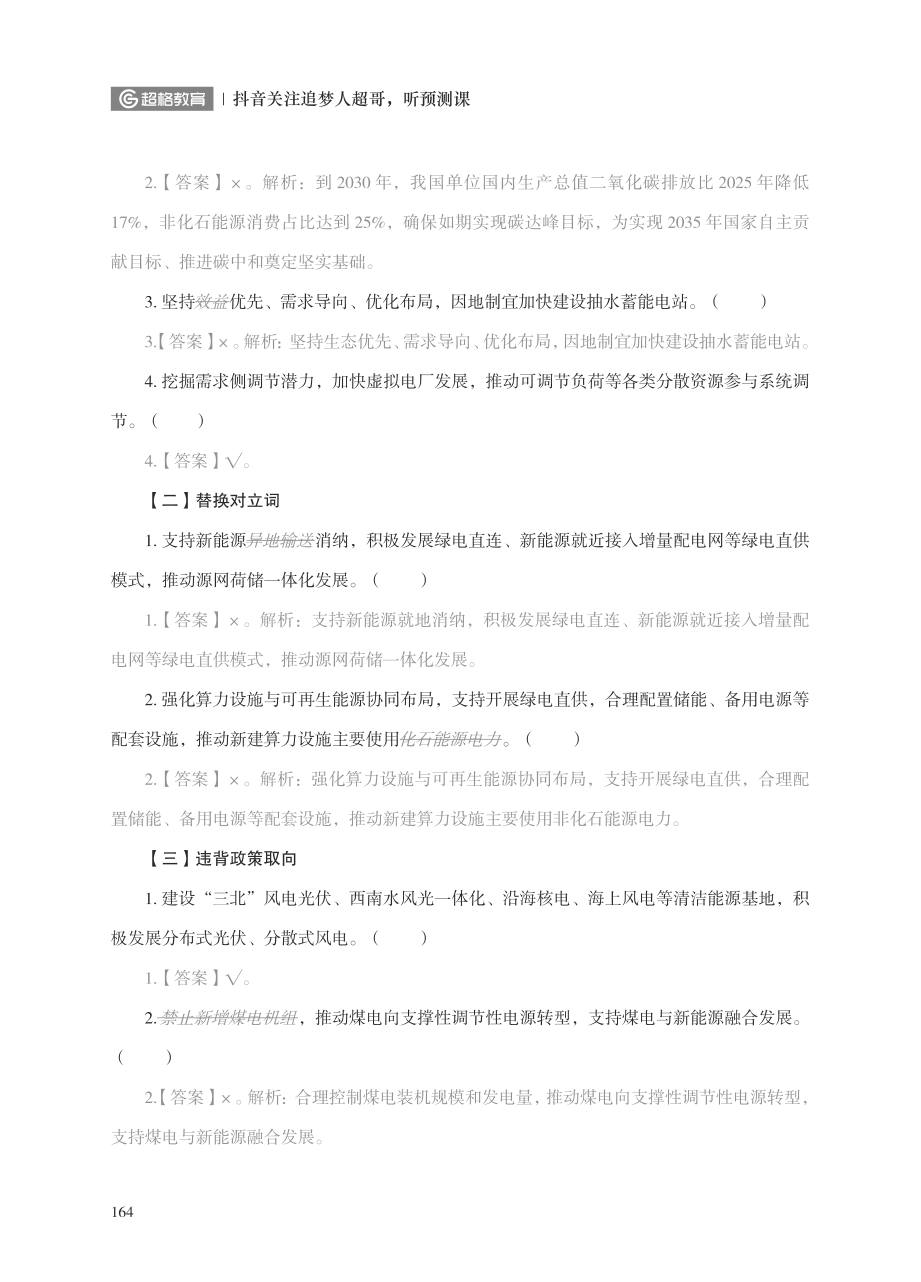 超格教育 | 抖音关注追梦人超哥，听预测课
2.【答案】×。解析：到 2030 年，我国单位国内生产总值二氧化碳排放比 2025 年降低
17%，非化石能源消费占比达到 25%，确保如期实现碳达峰目标，为实现 2035 年国家自主贡
献目标、推进碳中和奠定坚实基础。
3. 坚持效益优先、需求导向、优化布局，因地制宜加快建设抽水蓄能电站。（　　）
3.【答案】×。解析：坚持生态优先、需求导向、优化布局，因地制宜加快建设抽水蓄能电站。
4. 挖掘需求侧调节潜力，加快虚拟电厂发展，推动可调节负荷等各类分散资源参与系统调
节。（　　）
4.【答案】√。
【二】替换对立词
1. 支持新能源异地输送消纳，积极发展绿电直连、新能源就近接入增量配电网等绿电直供
模式，推动源网荷储一体化发展。（　　）
1.【答案】×。解析：支持新能源就地消纳，积极发展绿电直连、新能源就近接入增量配
电网等绿电直供模式，推动源网荷储一体化发展。
2. 强化算力设施与可再生能源协同布局，支持开展绿电直供，合理配置储能、备用电源等
配套设施，推动新建算力设施主要使用化石能源电力。（　　）
2.【答案】×。解析：强化算力设施与可再生能源协同布局，支持开展绿电直供，合理配
置储能、备用电源等配套设施，推动新建算力设施主要使用非化石能源电力。
【三】违背政策取向
1. 建设“三北”风电光伏、西南水风光一体化、沿海核电、海上风电等清洁能源基地，积
极发展分布式光伏、分散式风电。（　　）
1.【答案】√。
2. 禁止新增煤电机组，推动煤电向支撑性调节性电源转型，支持煤电与新能源融合发展。
（　　）
2.【答案】×。解析：合理控制煤电装机规模和发电量，推动煤电向支撑性调节性电源转型，
支持煤电与新能源融合发展。
164